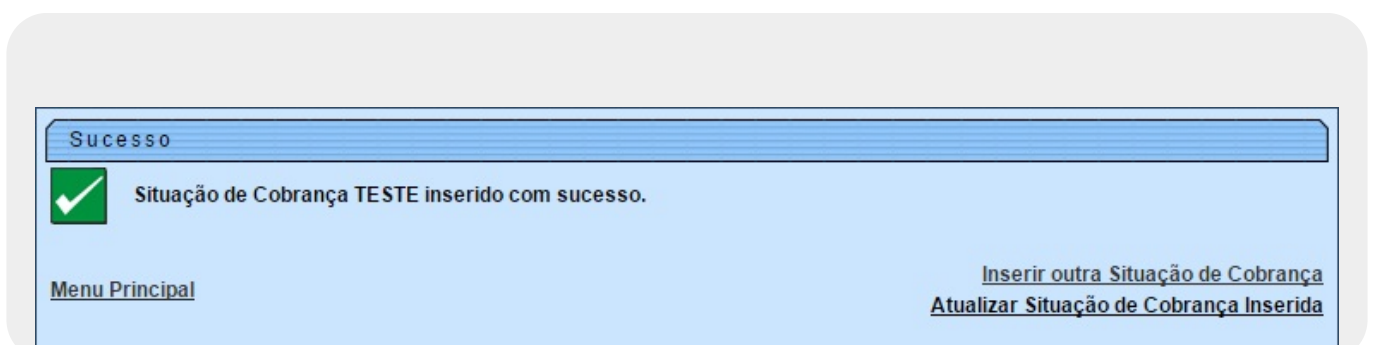 Sucesso
Situação de Cobrança TESTE inserido com sucesso.
Inserir outra Situação de Cobrança
Menu Principal
Atualizar Situação de Cobrança Inserida